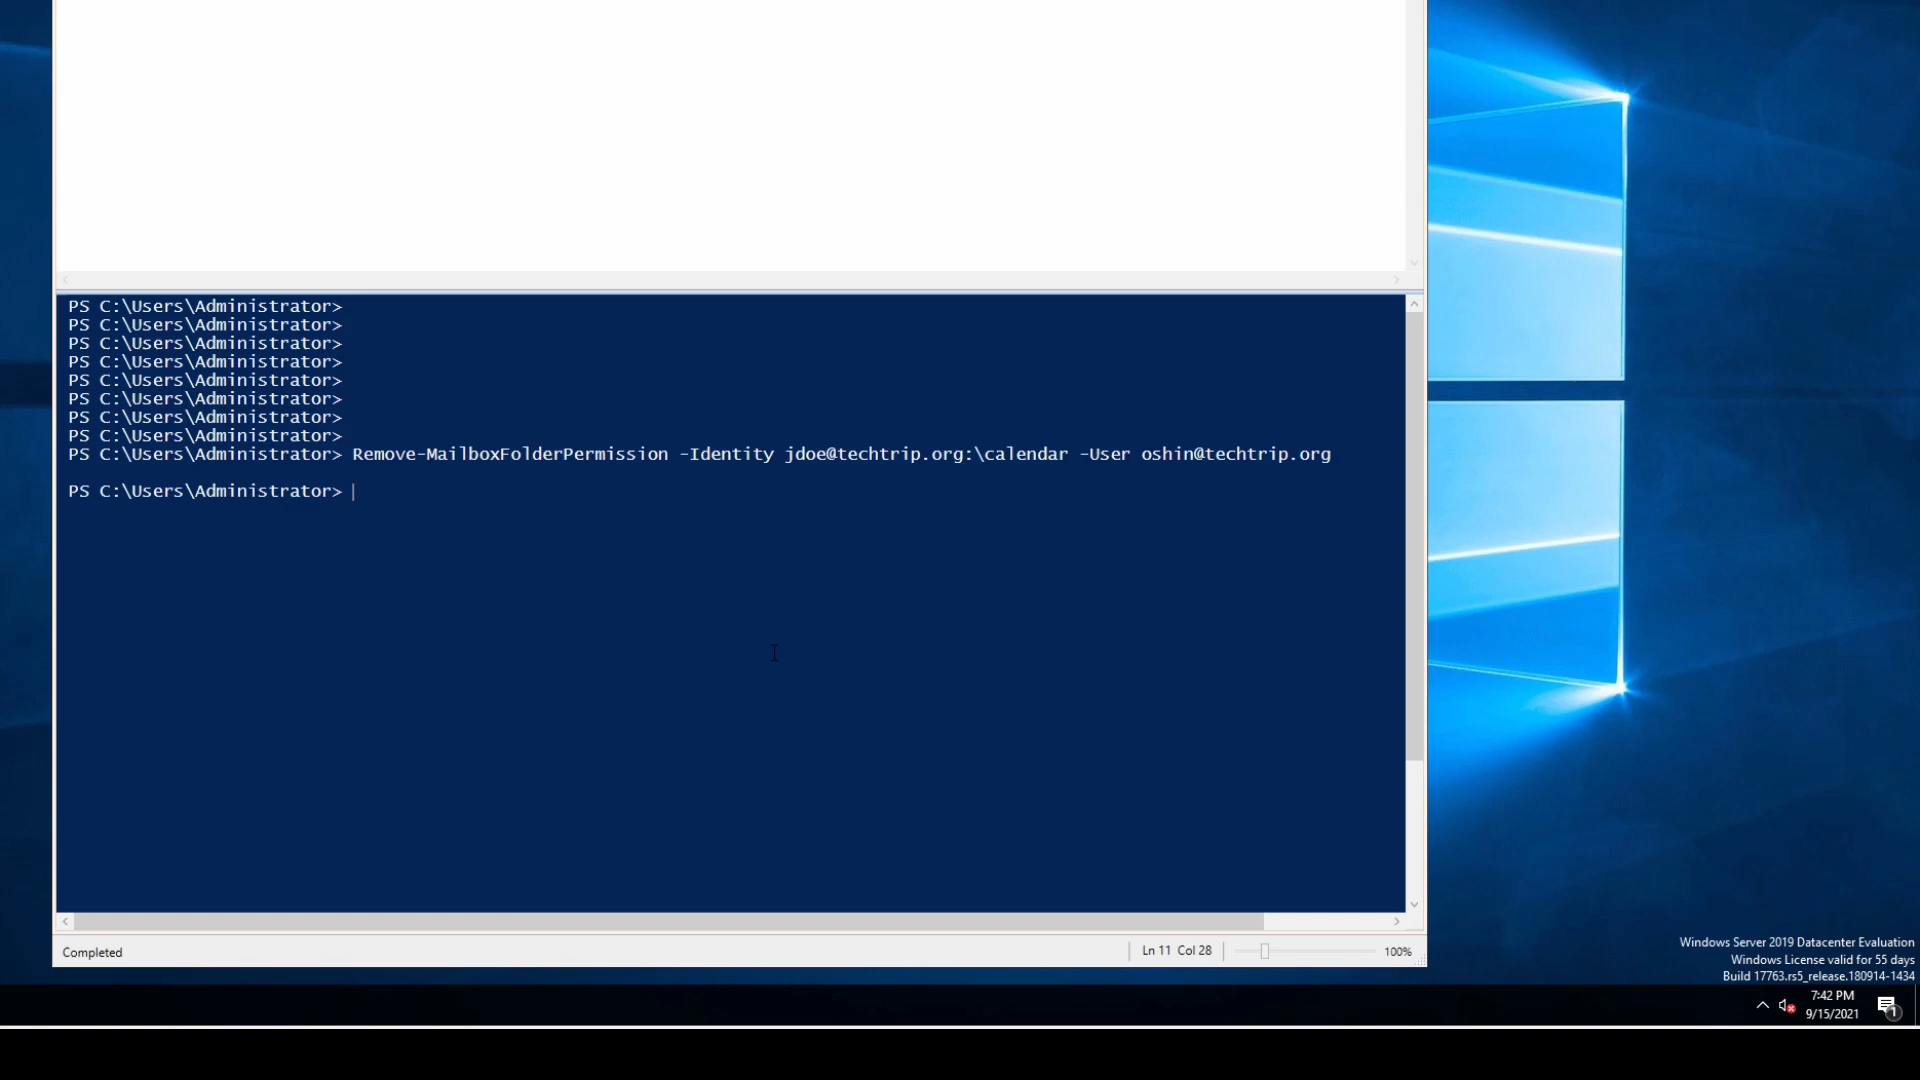 PS C:\Users\Administrator>
PS C:\Users\Administrator>
PS C:\Users\Administrator>
PS C:\Users\Administrator>
PS C:\Users\Administrator>
PS C:\Users\Administrator>
PS C:\Users\Administrator>
PS C:\Users\Administrator>
PS C:\Users\Administrator> Remove-MailboxFolderPermission -Identity jdoe@techtrip.org:\calendar -User oshin@techtrip.org
PS C:\Users\Administrator>
Completed
Ln 11 Col 28
100%
Windows Server 2019 Datacenter Evaluation
Windows License valid for 55 days
Build 17763.rs5_release.180914-1434
7:42 PM
9/15/2021
1